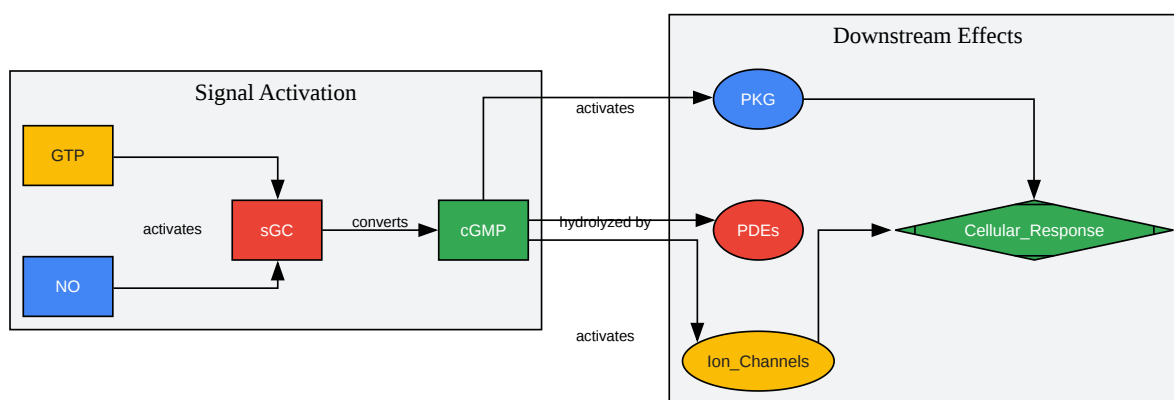 Downstream Effects
Signal Activation
PKG
activates
GTP
activates
sGC
converts
cGMP
hydrolyzed by
PDEs
Cellular_Response
NO
activates
Ion_Channels